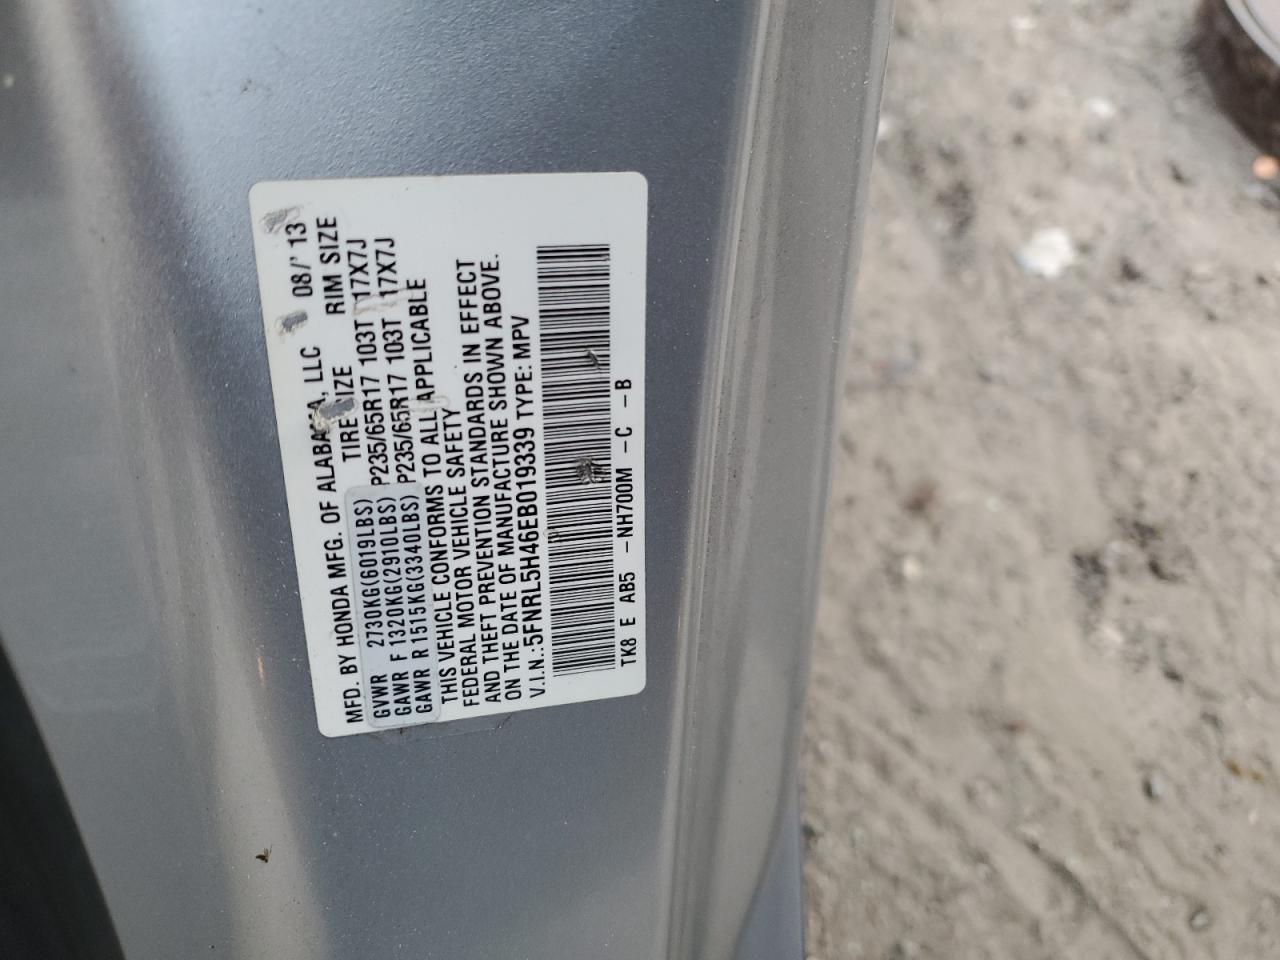 MFD. BY HONDA MFG. OF ALABAMA, LLC 08/'13
TIRE SIZE RIM SIZE
GVWR 2730KG(6019LBS)
GAWR F 1320KG(2910LBS) P235/65R17 103T 17X7J
GAWR R 1515KG(3340LBS) P235/65R17 103T 17X7J
THIS VEHICLE CONFORMS TO ALL APPLICABLE
FEDERAL MOTOR VEHICLE SAFETY
AND THEFT PREVENTION STANDARDS IN EFFECT
ON THE DATE OF MANUFACTURE SHOWN ABOVE.
V.I.N.:5FNRL5H46EB019339 TYPE: MPV
TK8 E AB5 -NH700M -C -B